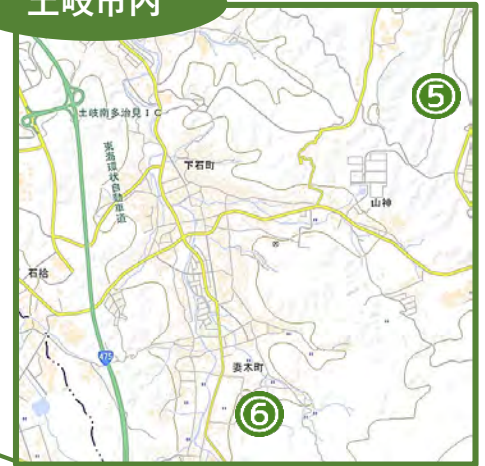 土岐市内
⑤
土岐南多治見IC
東海環状自動車道
下石町
山神
石拾
475
妻木町
⑥